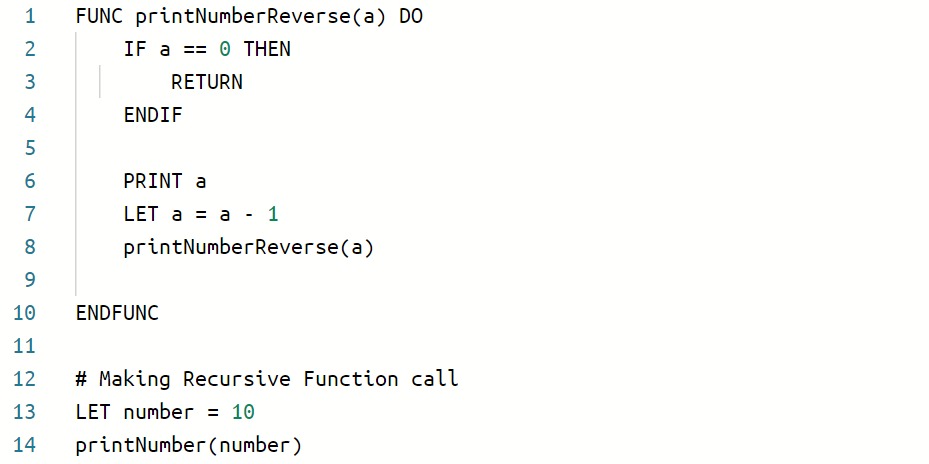 1 FUNC printNumberReverse(a) DO
2 IF a == 0 THEN
3 RETURN
4 ENDIF
5
6 PRINT a
7 LET a = a - 1
8 printNumberReverse(a)
9
10 ENDFUNC
11
12 # Making Recursive Function call
13 LET number = 10
14 printNumber(number)